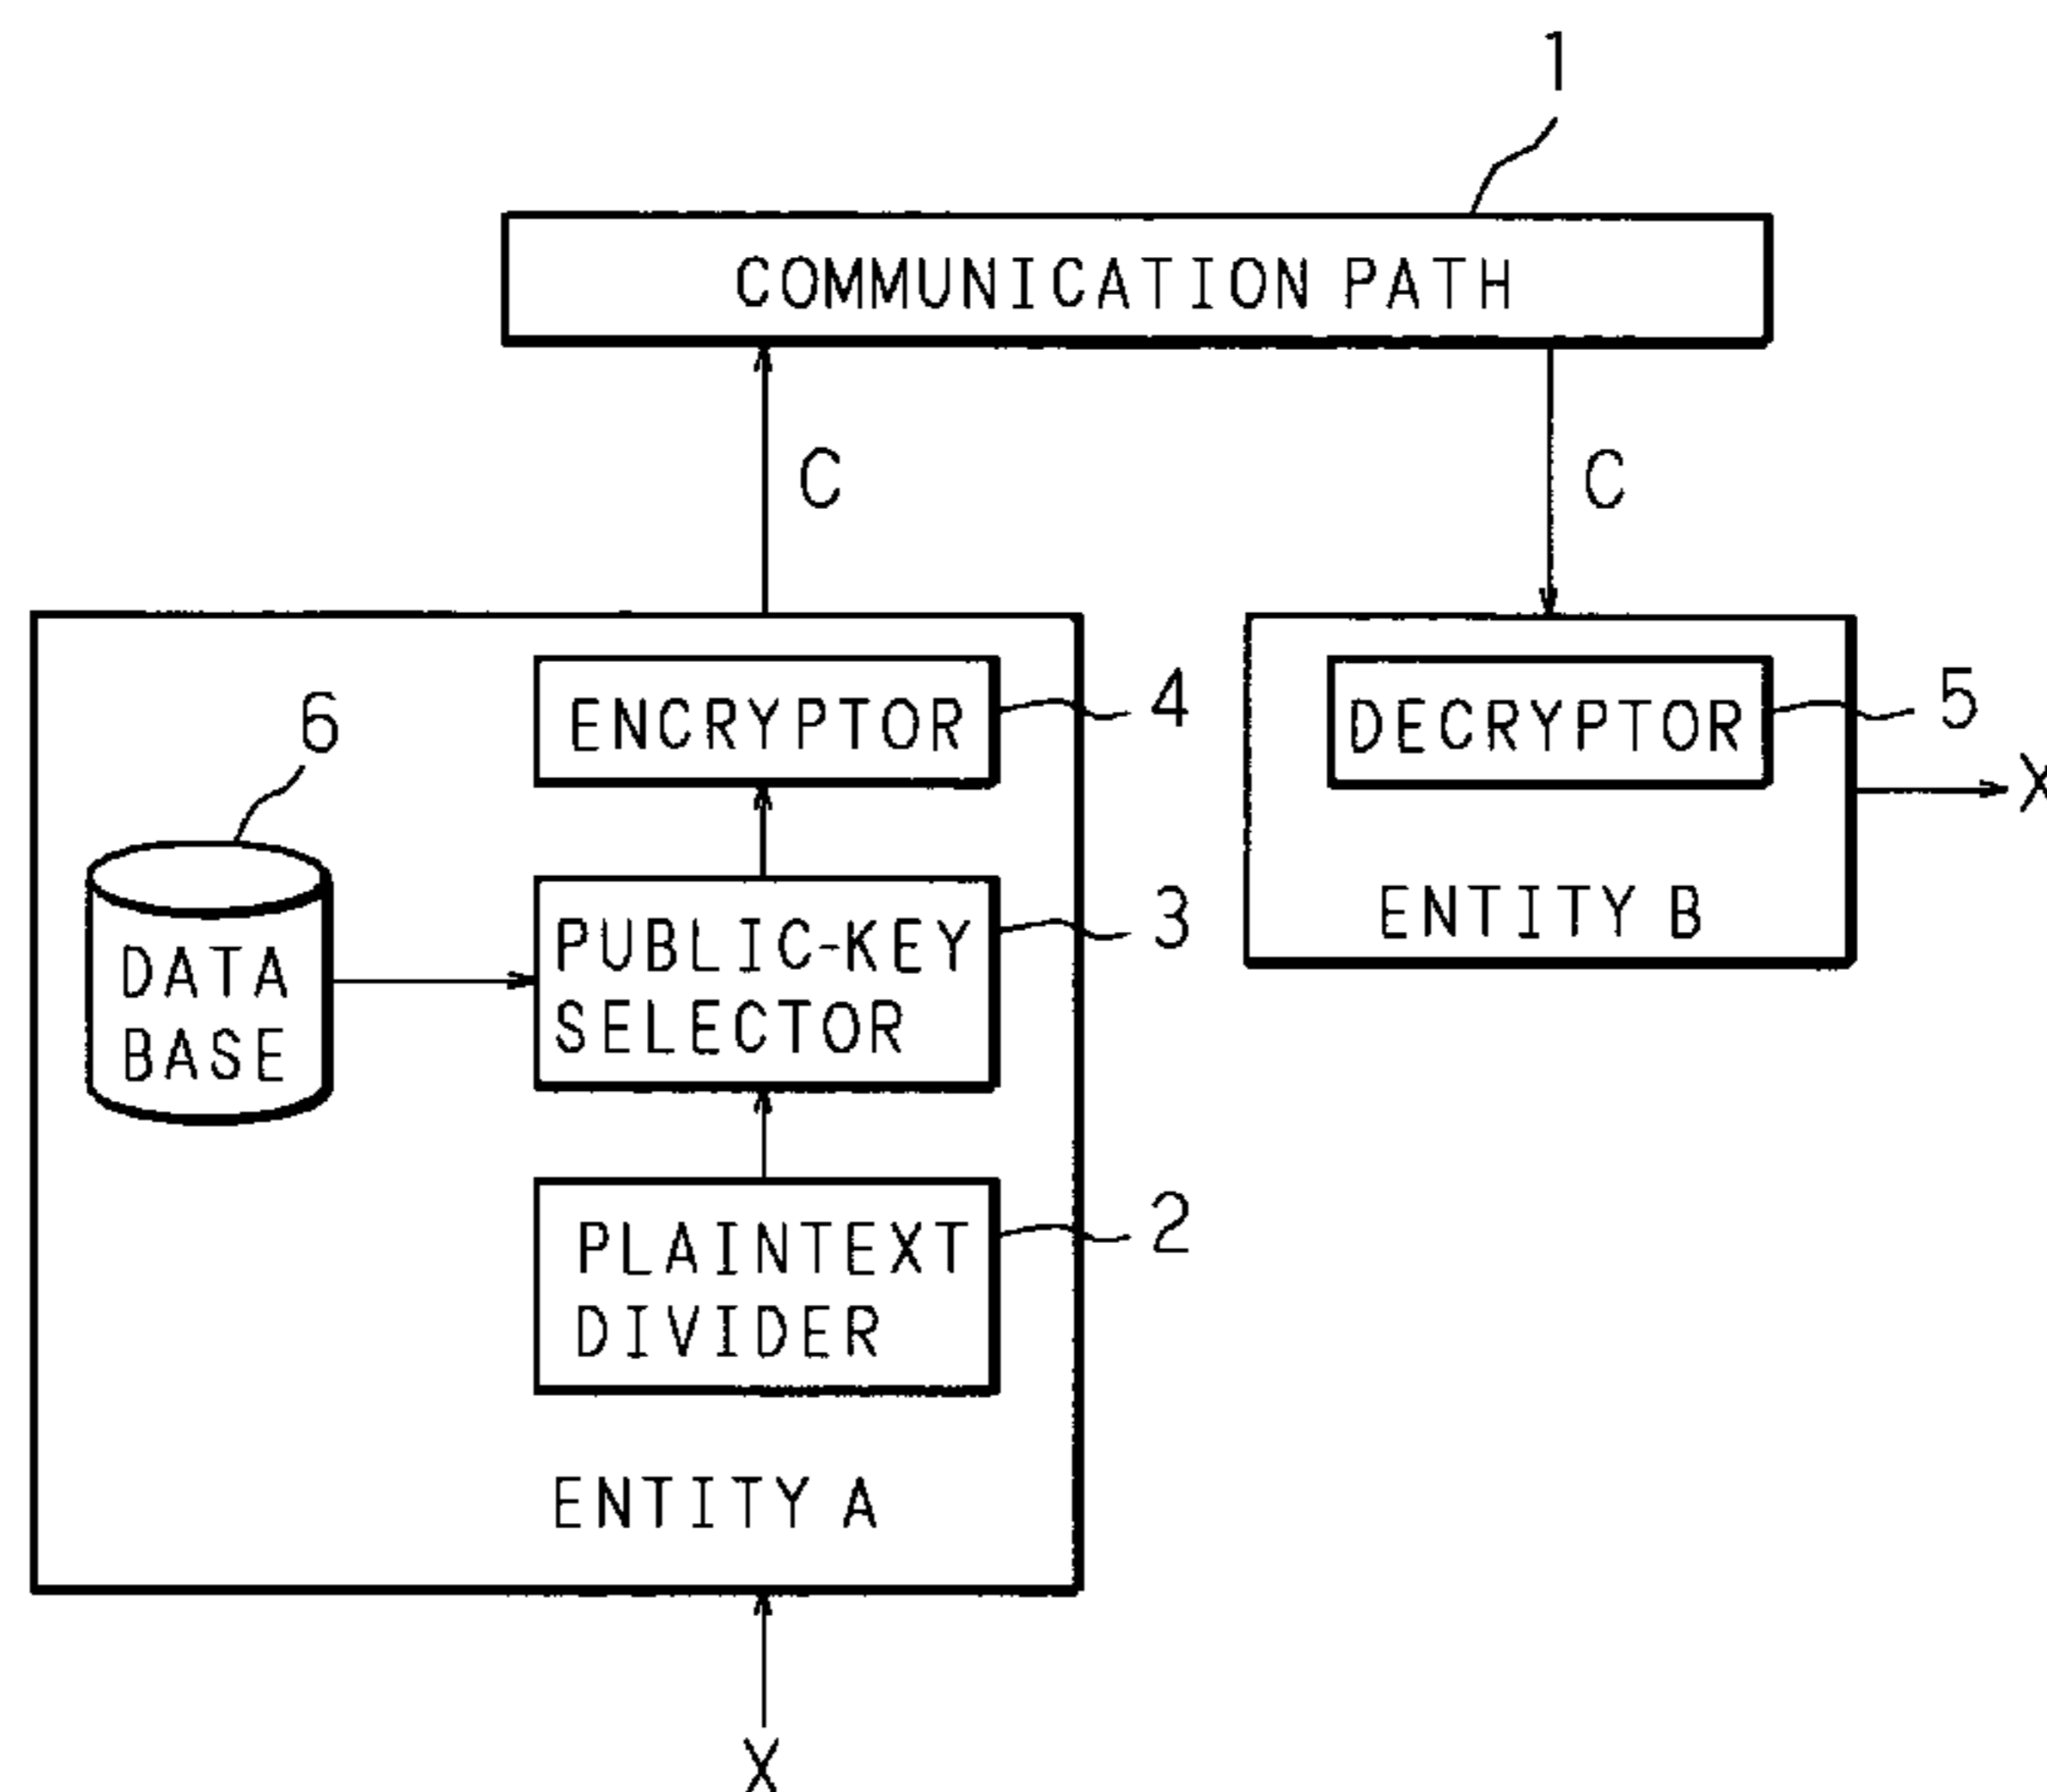 1
COMMUNICATION PATH
C
C
6
ENCRYPTOR
4
DECRYPTOR
5
X
DATA
BASE
PUBLIC-KEY
SELECTOR
3
ENTITY B
PLAINTEXT
DIVIDER
2
ENTITY A
X